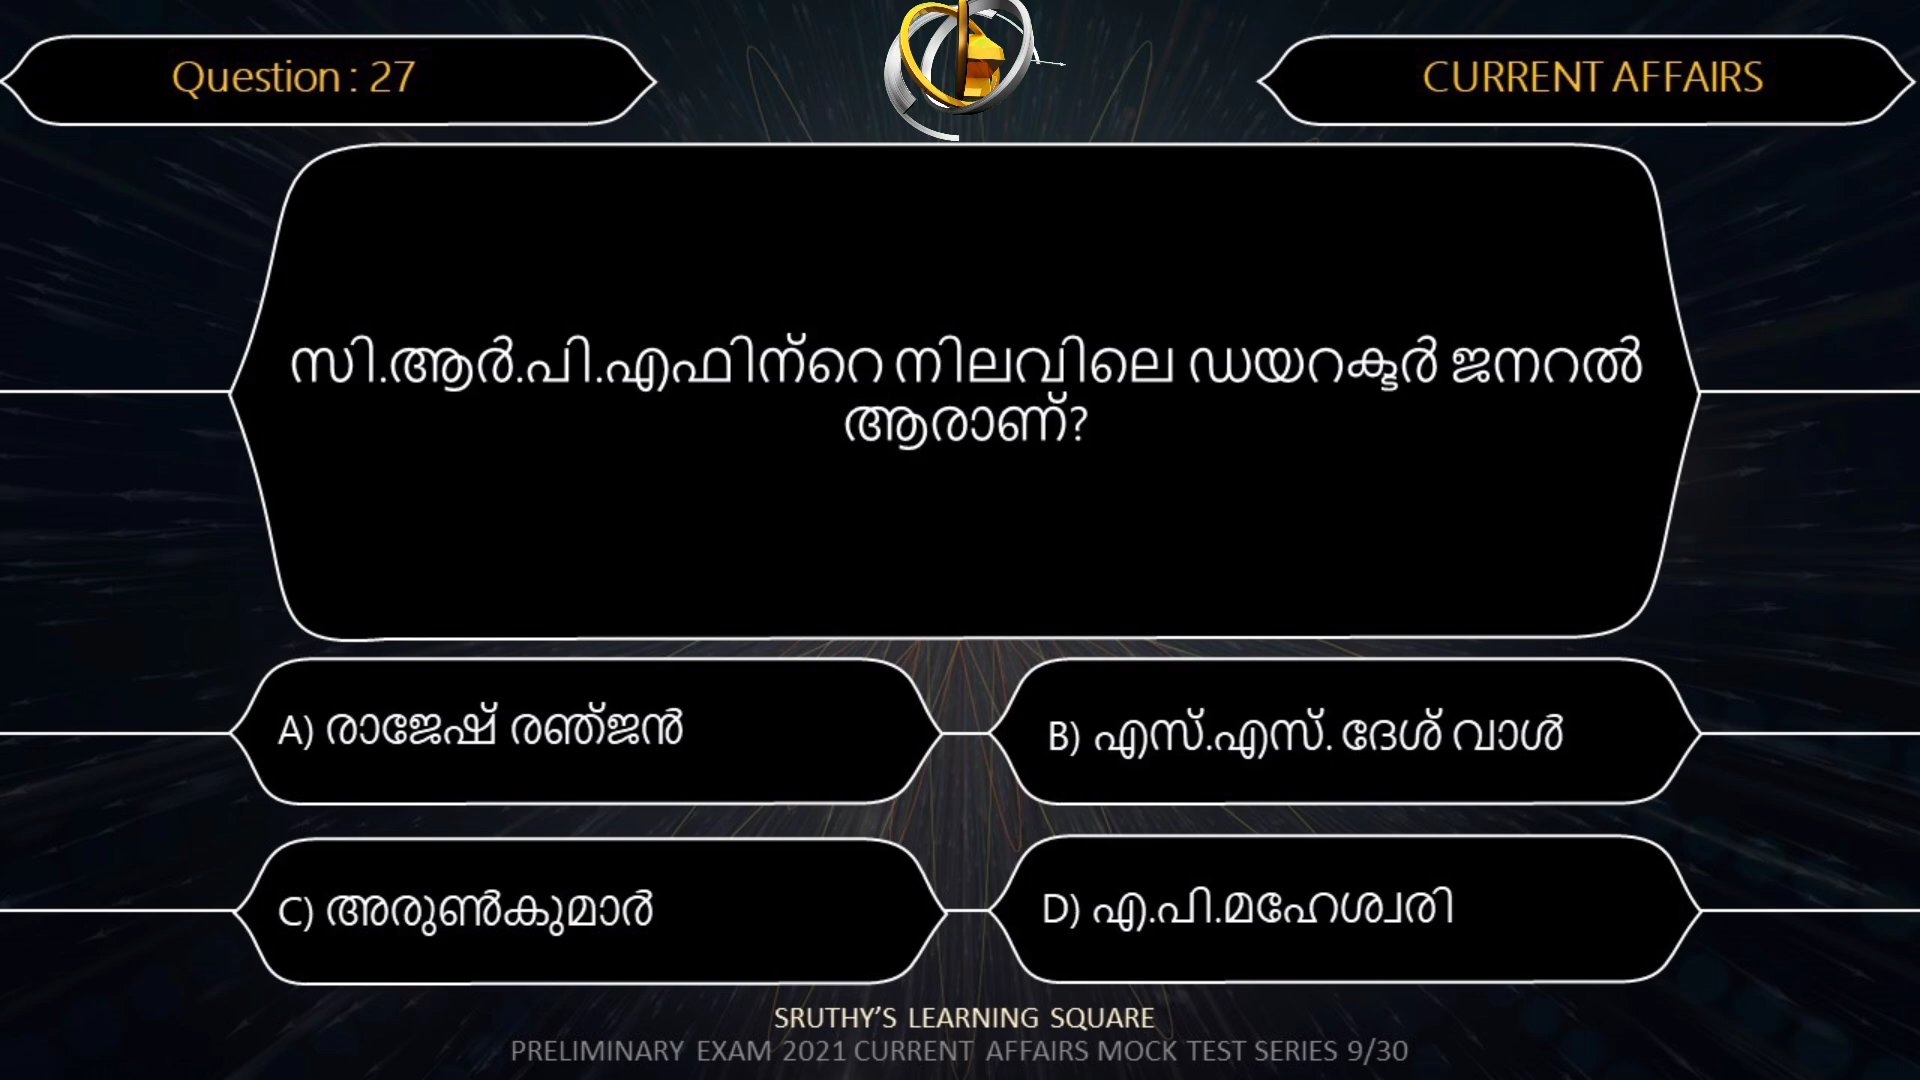 Question : 27
CURRENT AFFAIRS
സി.ആർ.പി.എഫിന്റെ നിലവിലെ ഡയറക്ടർ ജനറൽ
ആരാണ്?
A) രാജേഷ് രഞ്ജൻ
B) എസ്.എസ്. ദേശ് വാൾ
C) അരുൺകുമാർ
D) എ.പി.മഹേശ്വരി
SRUTHY'S LEARNING SQUARE
PRELIMINARY EXAM 2021 CURRENT AFFAIRS MOCK TEST SERIES 9/30